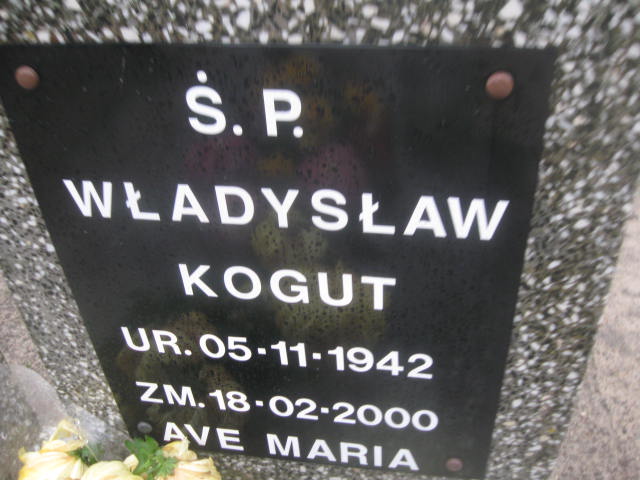 Ś.P.
WŁADYSŁAW
KOGUT
UR. 05-11-1942
ZM. 18-02-2000
AVE MARIA